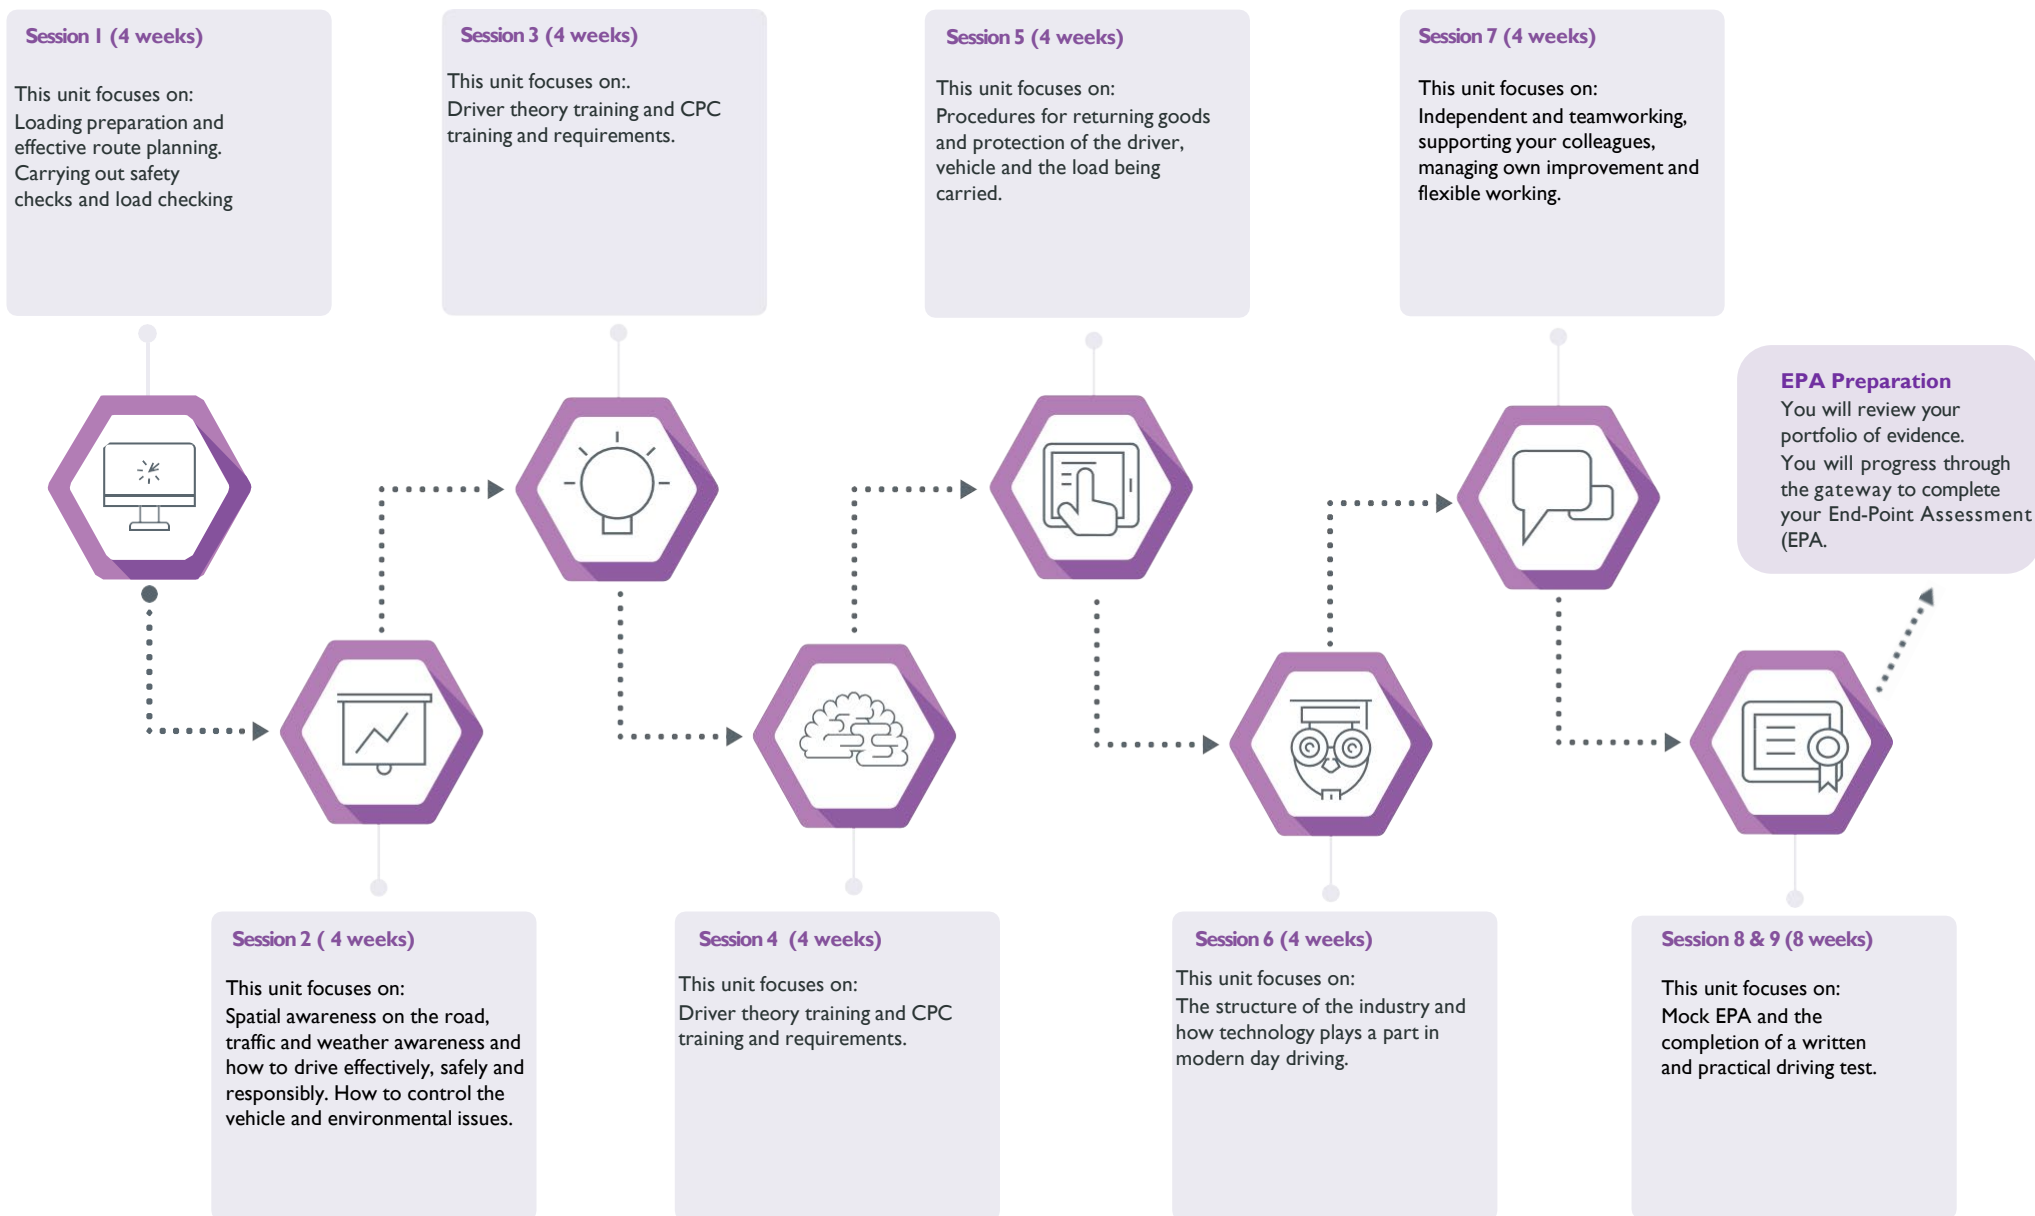 Session 1 (4 weeks)
This unit focuses on:
Loading preparation and
effective route planning.
Carrying out safety
checks and load checking
Session 3 (4 weeks)
This unit focuses on:.
Driver theory training and CPC
training and requirements.
Session 5 (4 weeks)
This unit focuses on:
Procedures for returning goods
and protection of the driver,
vehicle and the load being
carried.
Session 7 (4 weeks)
This unit focuses on:
Independent and teamworking,
supporting your colleagues,
managing own improvement and
flexible working.
EPA Preparation
You will review your
portfolio of evidence.
You will progress through
the gateway to complete
your End-Point Assessment
(EPA.
Session 2 ( 4 weeks)
This unit focuses on:
Spatial awareness on the road,
traffic and weather awareness and
how to drive effectively, safely and
responsibly. How to control the
vehicle and environmental issues.
Session 4 (4 weeks)
This unit focuses on:
Driver theory training and CPC
training and requirements.
Session 6 (4 weeks)
This unit focuses on:
The structure of the industry and
how technology plays a part in
modern day driving.
Session 8 & 9 (8 weeks)
This unit focuses on:
Mock EPA and the
completion of a written
and practical driving test.